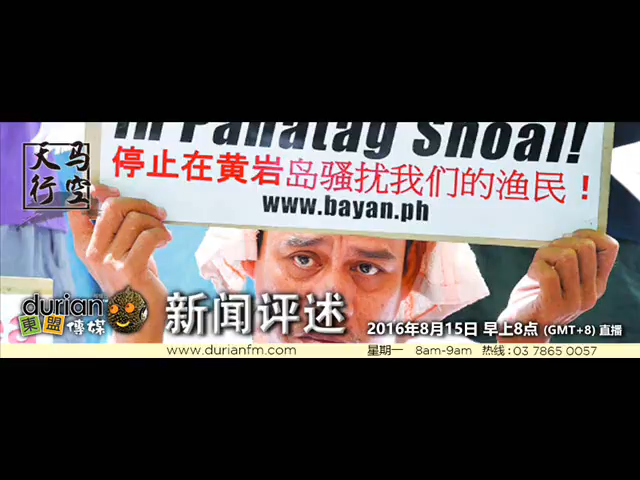 in Panatag Shoal!
停止在黄岩岛骚扰我们的渔民！
www.bayan.ph
天马行空
durian
東盟傳媒
新闻评述
2016年8月15日 早上8点 (GMT+8) 直播
www.durianfm.com
星期一 8am-9am 热线：03 7865 0057